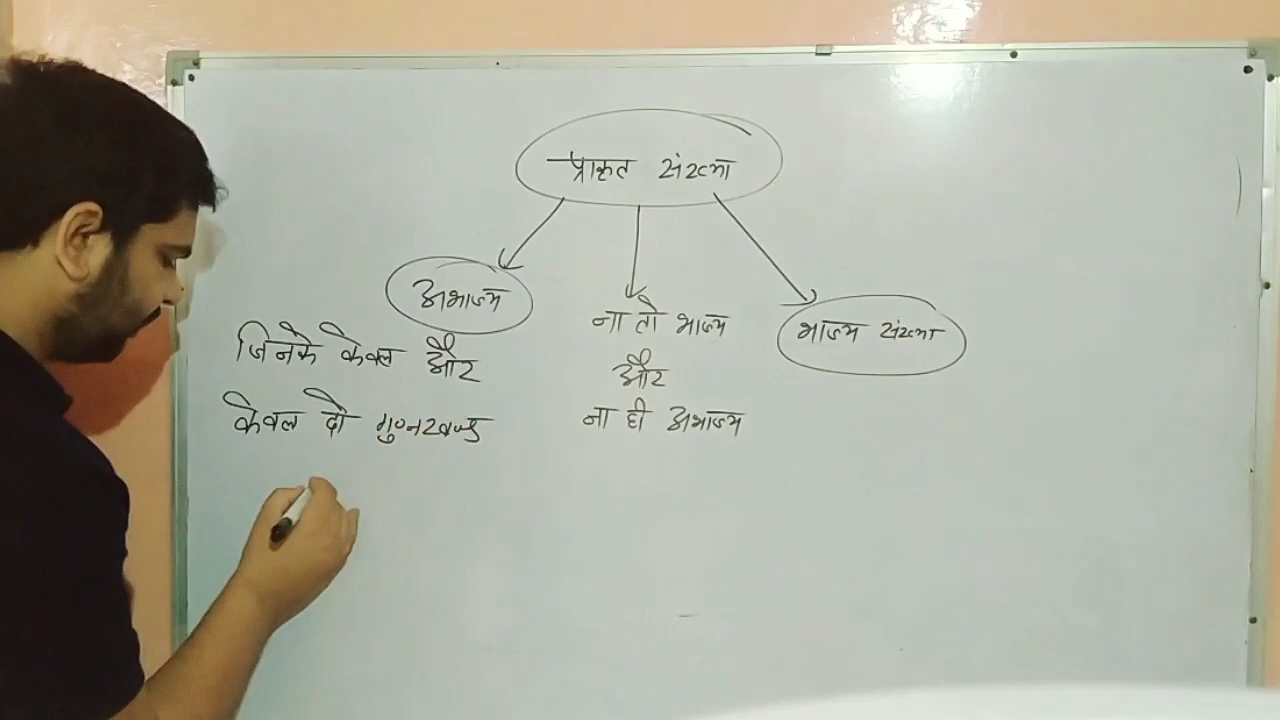 प्राकृत संख्या
अभाज्य
ना तो भाज्य
और
ना ही अभाज्य
भाज्य संख्या
जिनके केवल और
केवल दो गुणनखण्ड